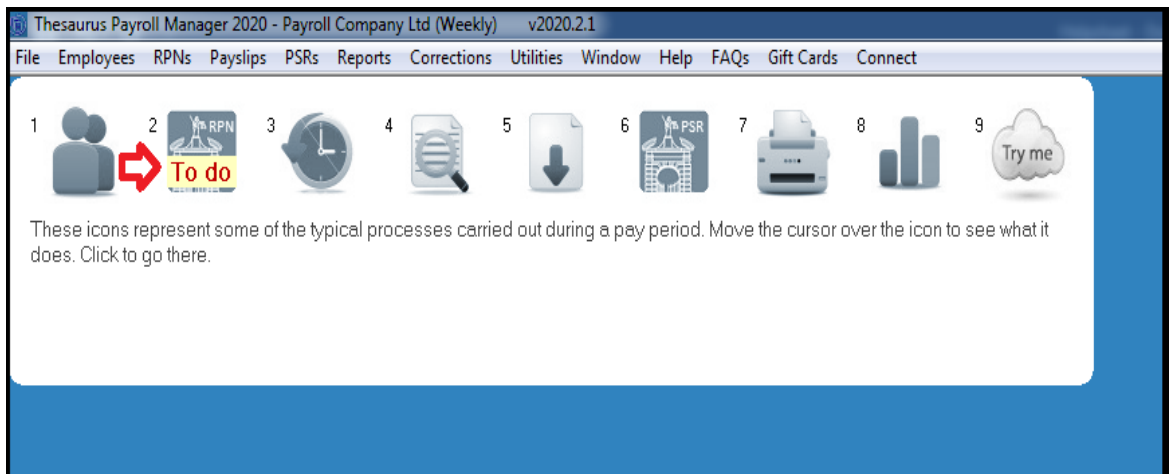 Thesaurus Payroll Manager 2020 - Payroll Company Ltd (Weekly) v2020.2.1
File Employees RPNs Payslips PSRs Reports Corrections Utilities Window Help FAQs Gift Cards Connect
1 2 RPN 3 4 5 6 PSR 7 8 9 Try me
To do
These icons represent some of the typical processes carried out during a pay period. Move the cursor over the icon to see what it
does. Click to go there.